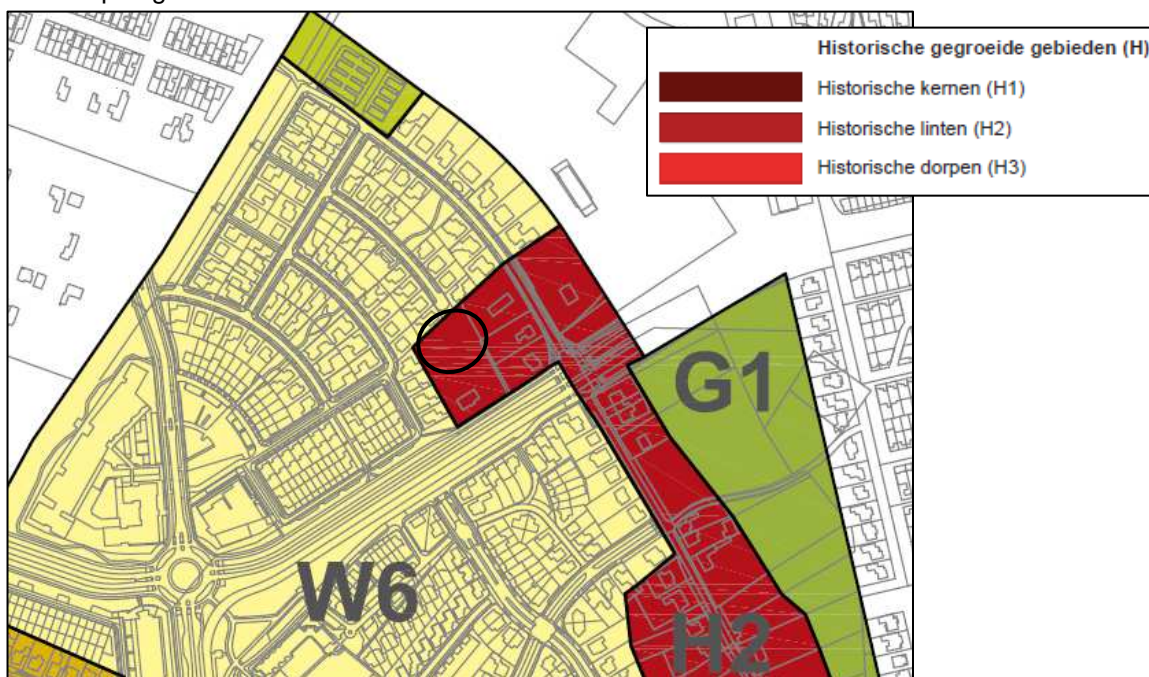 Historische gegroeide gebieden (H)
Historische kernen (H1)
Historische linten (H2)
Historische dorpen (H3)
G1
W6
H2